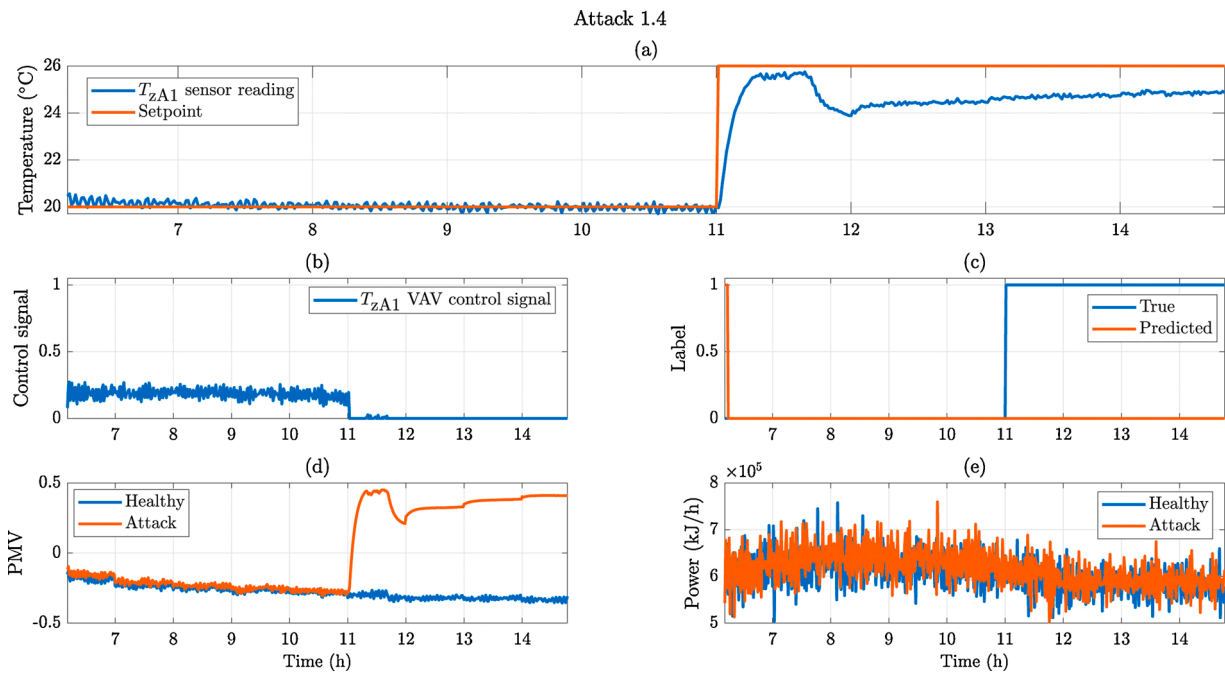 Attack 1.4
(a)
Temperature (°C)
26
24
22
20
TzA1 sensor reading
Setpoint
7 8 9 10 11 12 13 14
(b)
Control signal
1
0.5
0
TzA1 VAV control signal
7 8 9 10 11 12 13 14
(c)
Label
1
0.5
0
True
Predicted
7 8 9 10 11 12 13 14
(d)
PMV
0.5
0
-0.5
Healthy
Attack
7 8 9 10 11 12 13 14
Time (h)
(e)
×10⁵
Power (kJ/h)
8
7
6
5
Healthy
Attack
7 8 9 10 11 12 13 14
Time (h)